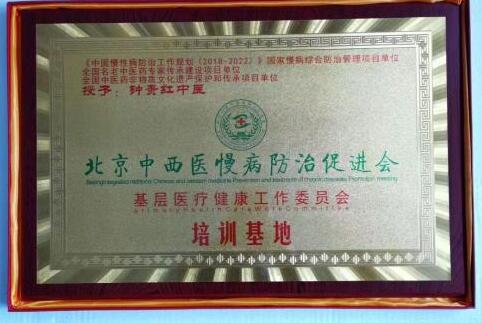 《中国慢性病防治工作规划（2018-2022）》国家慢病综合防治管理项目单位
全国名老中医药专家传承建设项目单位
全国中医药非物质文化遗产保护和传承项目单位
授予：钟贵红中医
北京中西医慢病防治促进会
基层医疗健康工作委员会
培训基地